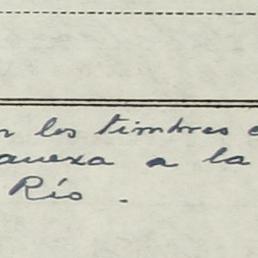 los timbres
anexa a la
Río .